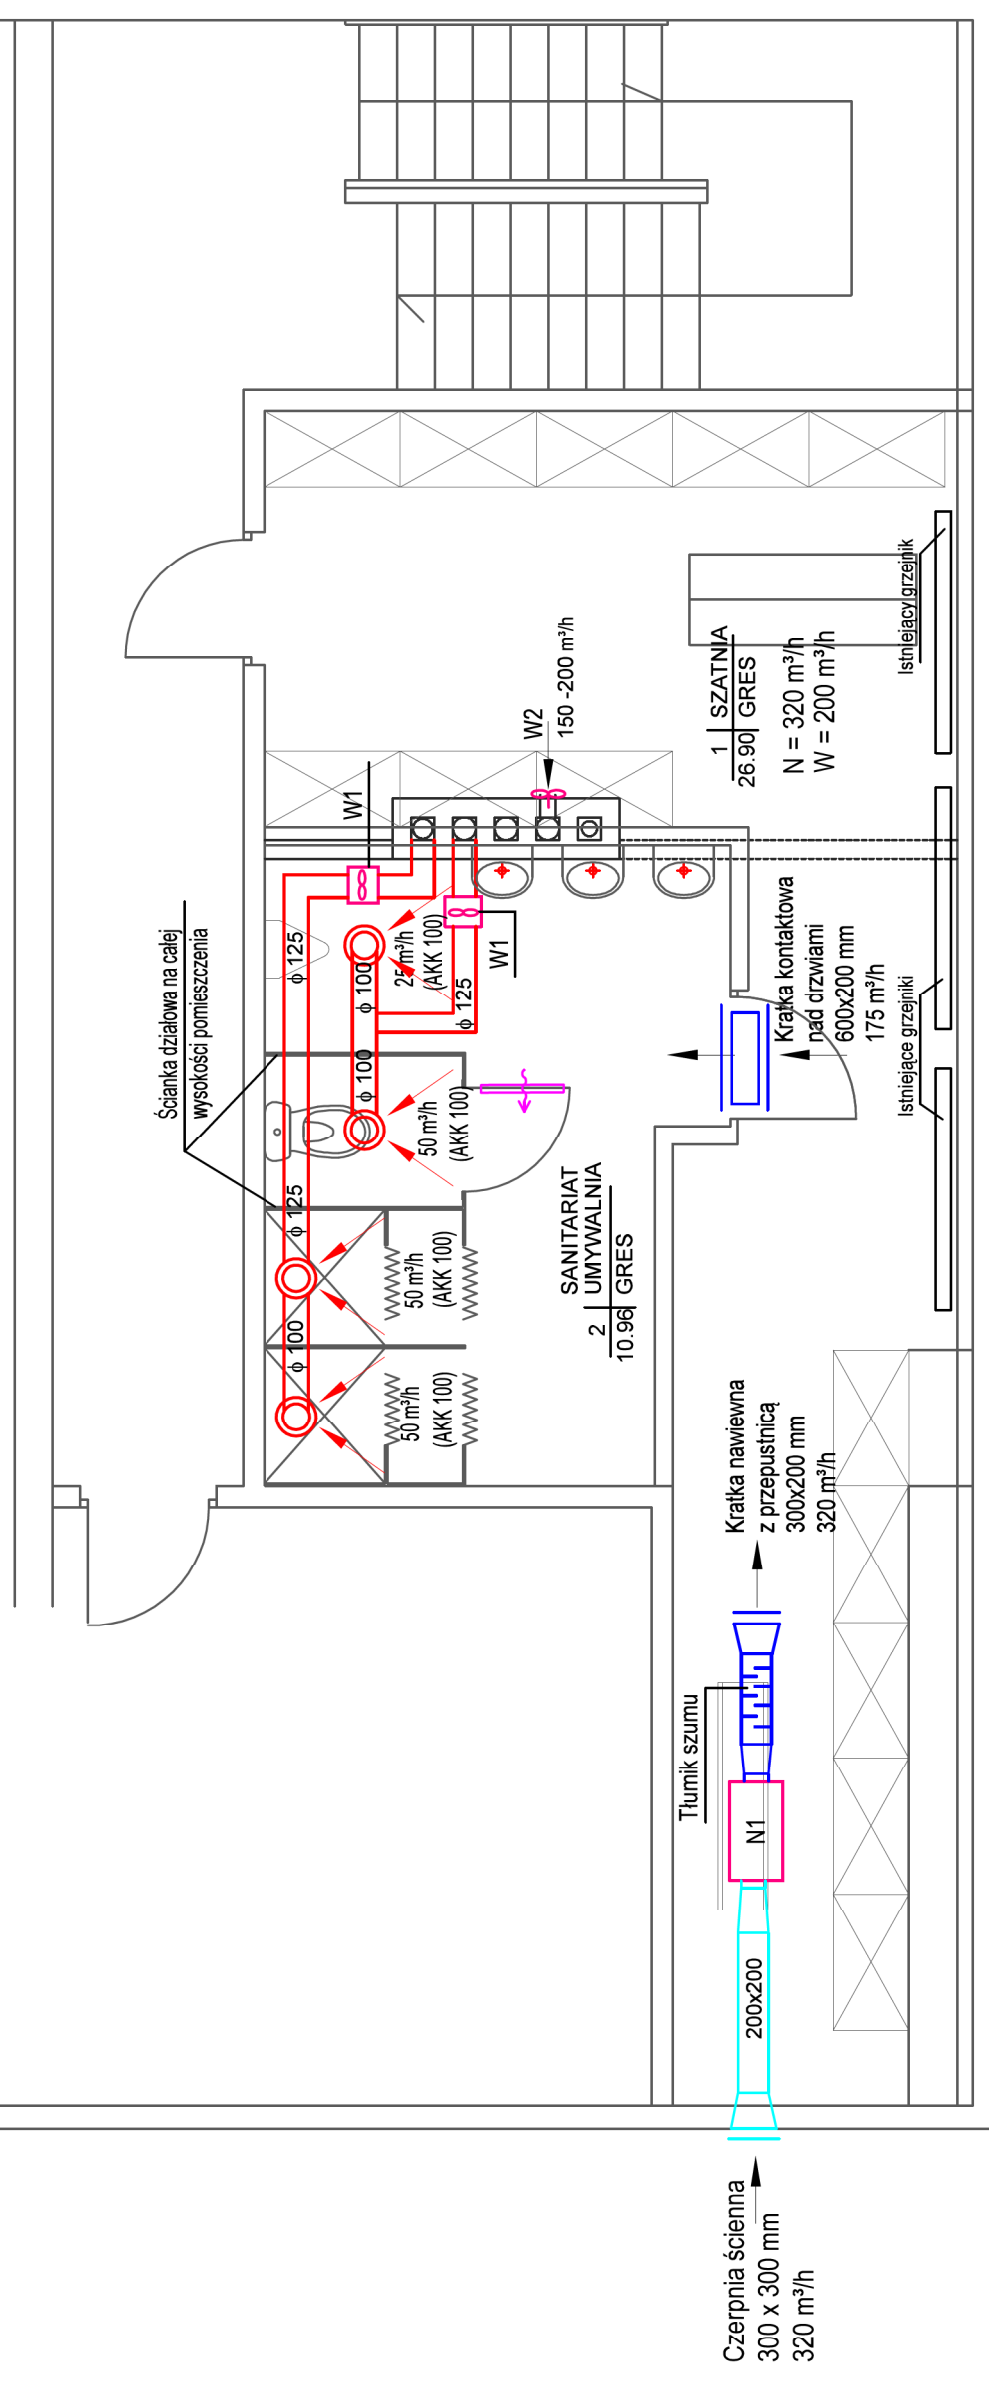 Ścianka działowa na całej
wysokości pomieszczenia
W1
ϕ 125
ϕ 100
25 m³/h
(AKK 100)
ϕ 125
W1
ϕ 100
50 m³/h
(AKK 100)
ϕ 125
50 m³/h
(AKK 100)
ϕ 100
50 m³/h
(AKK 100)
W2
150 -200 m³/h
1 SZATNIA
26.90 GRES
N = 320 m³/h
W = 200 m³/h
Istniejący grzejnik
Istniejące grzejniki
Kratka kontaktowa
nad drzwiami
600x200 mm
175 m³/h
SANITARIAT
2 UMYWALNIA
10.96 GRES
Kratka nawiewna
z przepustnicą
300x200 mm
320 m³/h
Tłumik szumu
N1
200x200
Czerpnia ścienna
300 x 300 mm
320 m³/h